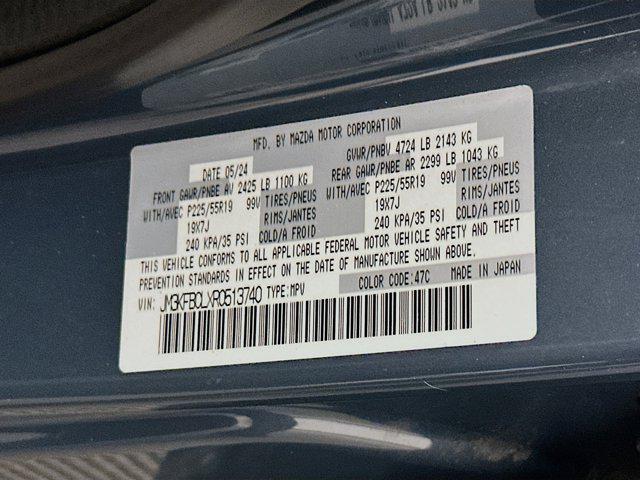 MFD. BY MAZDA MOTOR CORPORATION
DATE 05/24 GVWR/PNBV 4724 LB 2143 KG
FRONT GAWR/PNBE AV 2425 LB 1100 KG REAR GAWR/PNBE AR 2299 LB 1043 KG
WITH/AVEC P225/55R19 99V TIRES/PNEUS WITH/AVEC P225/55R19 99V TIRES/PNEUS
19X7J RIMS/JANTES 19X7J RIMS/JANTES
240 KPA/35 PSI COLD/A FROID 240 KPA/35 PSI COLD/A FROID
THIS VEHICLE CONFORMS TO ALL APPLICABLE FEDERAL MOTOR VEHICLE SAFETY AND THEFT
PREVENTION STANDARDS IN EFFECT ON THE DATE OF MANUFACTURE SHOWN ABOVE.
COLOR CODE:47C MADE IN JAPAN
VIN: JM3KFBCLXR0513740 TYPE:MPV